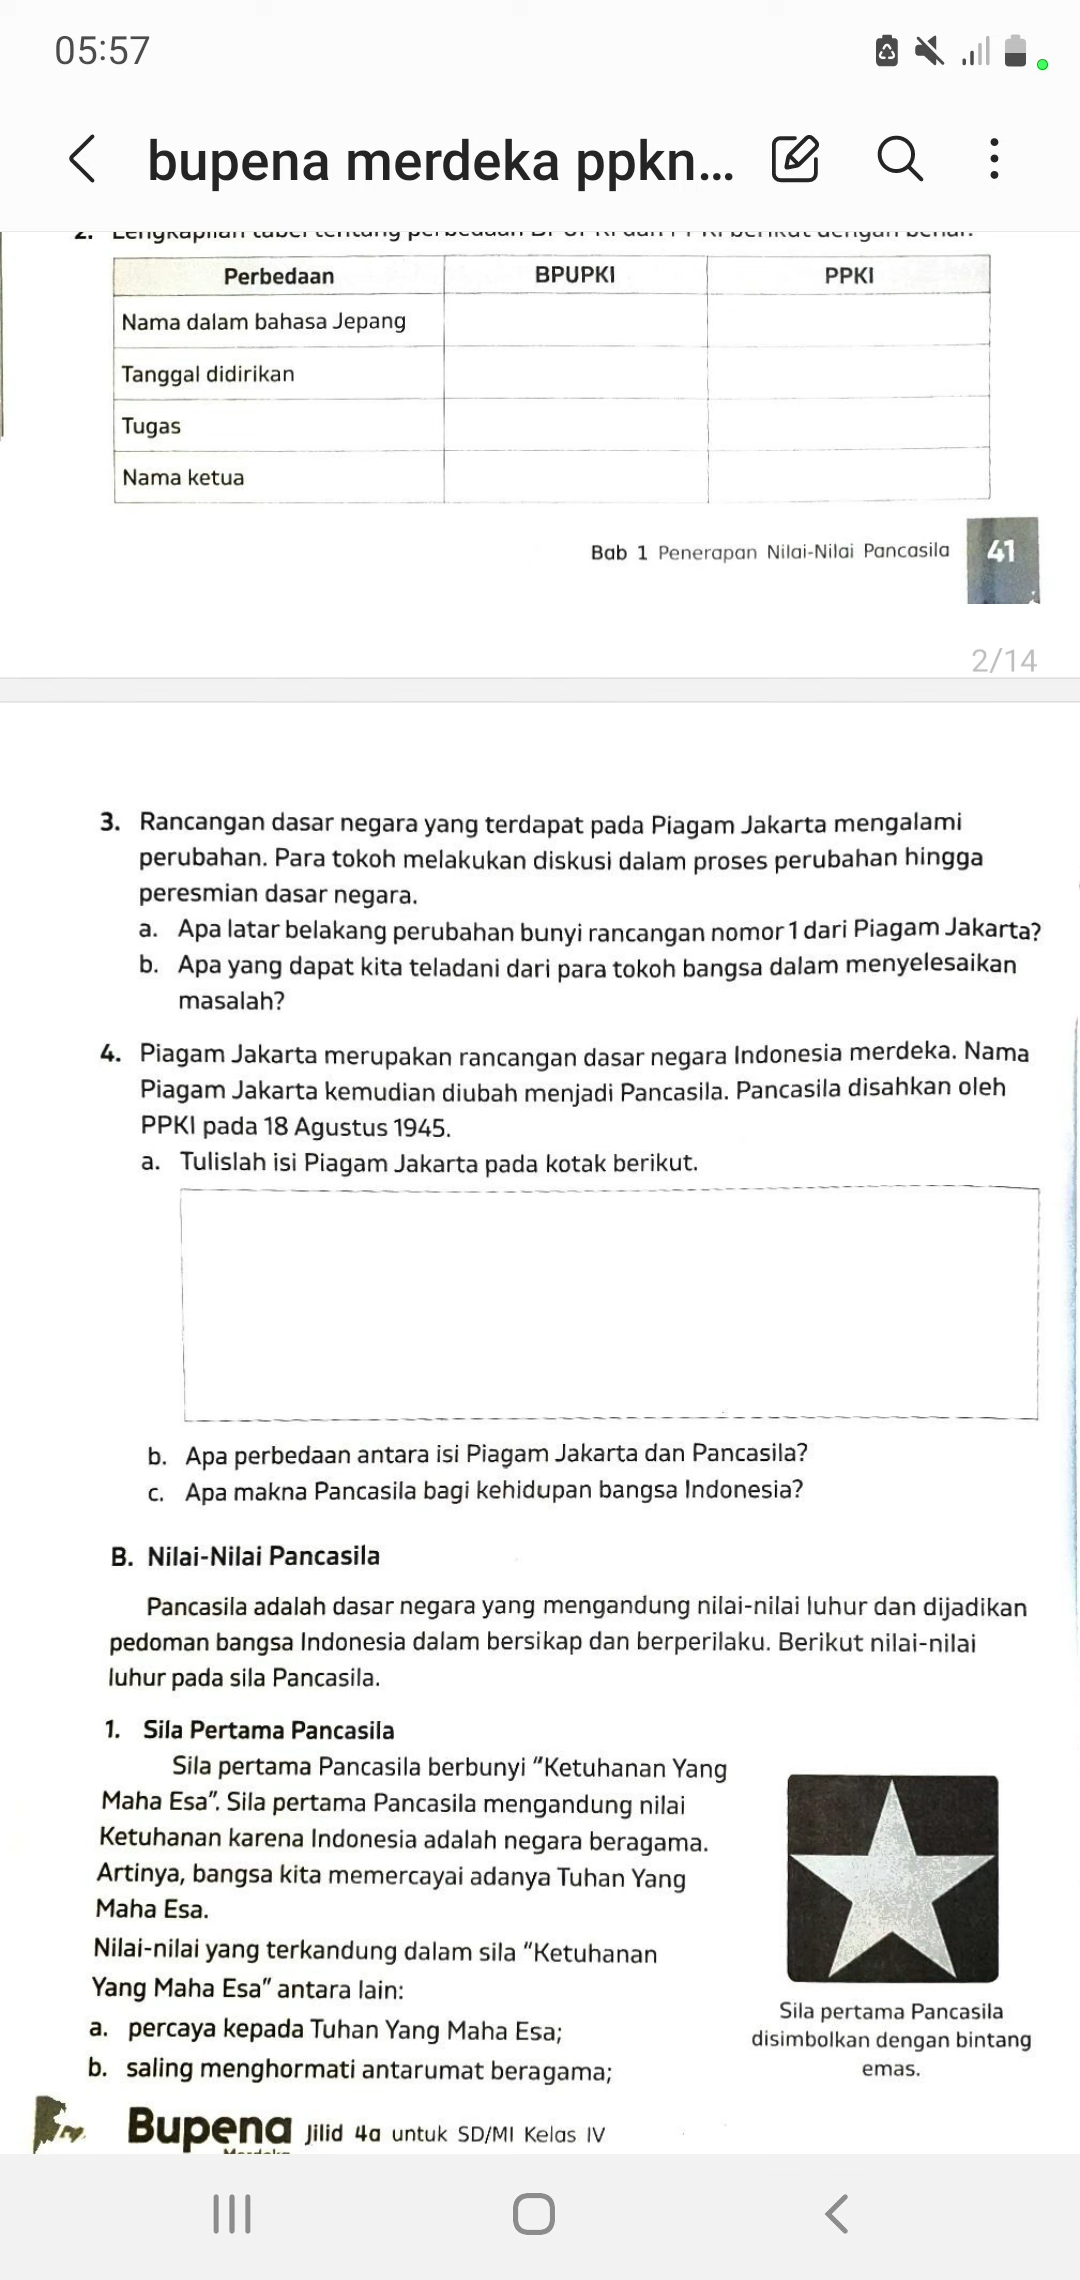 05:57
bupena merdeka ppkn...
2. Lengkapilah tabel tentang perbedaan BPUPKI dan PPKI berikut dengan benar.
Perbedaan BPUPKI PPKI
Nama dalam bahasa Jepang
Tanggal didirikan
Tugas
Nama ketua
Bab 1 Penerapan Nilai-Nilai Pancasila 41
2/14
3. Rancangan dasar negara yang terdapat pada Piagam Jakarta mengalami
perubahan. Para tokoh melakukan diskusi dalam proses perubahan hingga
peresmian dasar negara.
a. Apa latar belakang perubahan bunyi rancangan nomor 1 dari Piagam Jakarta?
b. Apa yang dapat kita teladani dari para tokoh bangsa dalam menyelesaikan
masalah?
4. Piagam Jakarta merupakan rancangan dasar negara Indonesia merdeka. Nama
Piagam Jakarta kemudian diubah menjadi Pancasila. Pancasila disahkan oleh
PPKI pada 18 Agustus 1945.
a. Tulislah isi Piagam Jakarta pada kotak berikut.
b. Apa perbedaan antara isi Piagam Jakarta dan Pancasila?
c. Apa makna Pancasila bagi kehidupan bangsa Indonesia?
B. Nilai-Nilai Pancasila
Pancasila adalah dasar negara yang mengandung nilai-nilai luhur dan dijadikan
pedoman bangsa Indonesia dalam bersikap dan berperilaku. Berikut nilai-nilai
luhur pada sila Pancasila.
1. Sila Pertama Pancasila
Sila pertama Pancasila berbunyi “Ketuhanan Yang
Maha Esa”. Sila pertama Pancasila mengandung nilai
Ketuhanan karena Indonesia adalah negara beragama.
Artinya, bangsa kita memercayai adanya Tuhan Yang
Maha Esa.
Nilai-nilai yang terkandung dalam sila “Ketuhanan
Yang Maha Esa” antara lain:
a. percaya kepada Tuhan Yang Maha Esa;
b. saling menghormati antarumat beragama;
Sila pertama Pancasila
disimbolkan dengan bintang
emas.
Bupena Jilid 4a untuk SD/MI Kelas IV